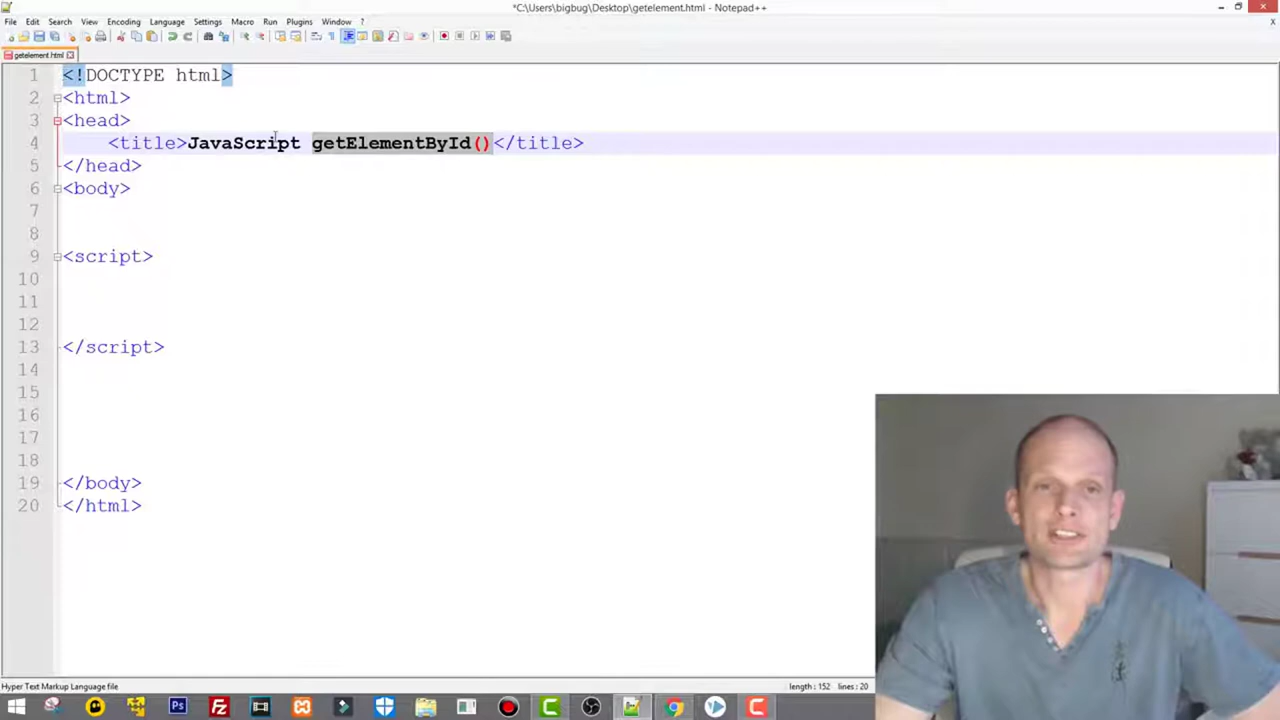 *C:\Users\bigbug\Desktop\getelement.html - Notepad++
File Edit Search View Encoding Language Settings Macro Run Plugins Window ?
X
getelement.html
1 <!DOCTYPE html>
2 <html>
3 <head>
4 <title>JavaScript getElementById()</title>
5 </head>
6 <body>
7
8
9 <script>
10
11
12
13 </script>
14
15
16
17
18
19 </body>
20 </html>
Hyper Text Markup Language file
length : 152 lines : 20
Ps
Fz
C
C